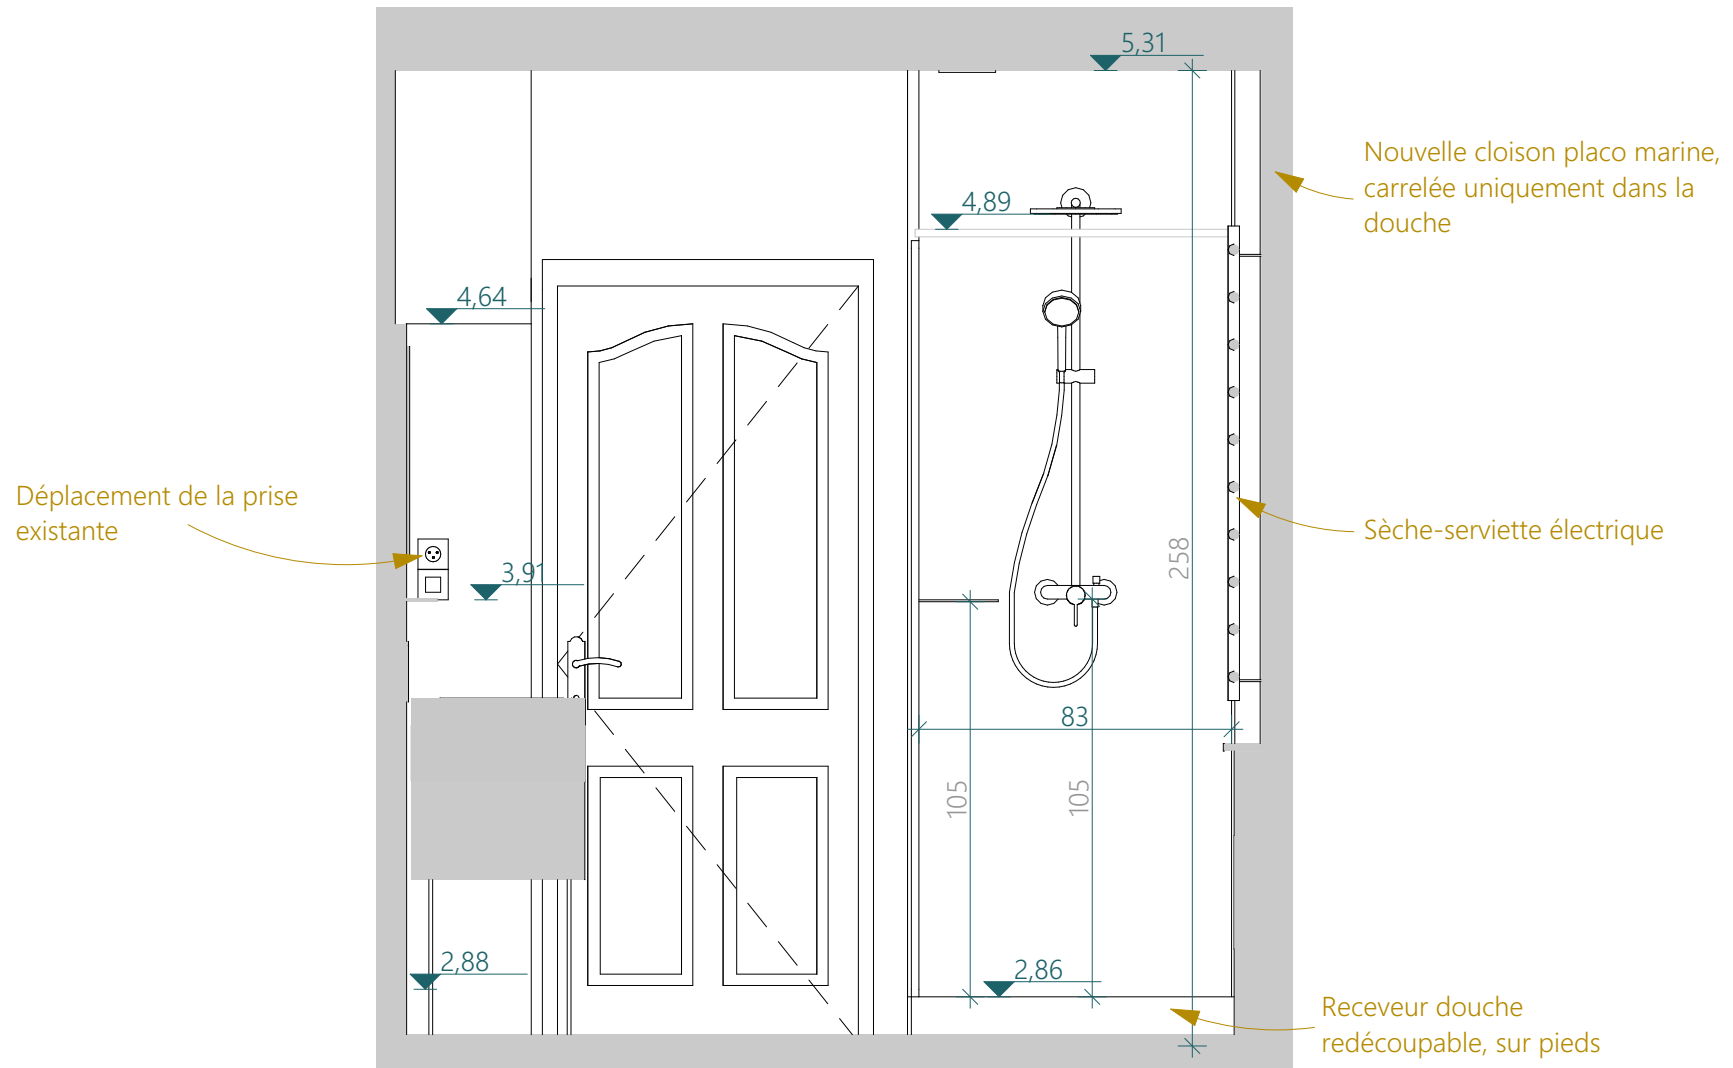 5,31
Nouvelle cloison placo marine,
carrelée uniquement dans la
douche
4,89
4,64
Déplacement de la prise
existante
Sèche-serviette électrique
258
3,91
83
105
105
2,88
2,86
Receveur douche
redécoupable, sur pieds